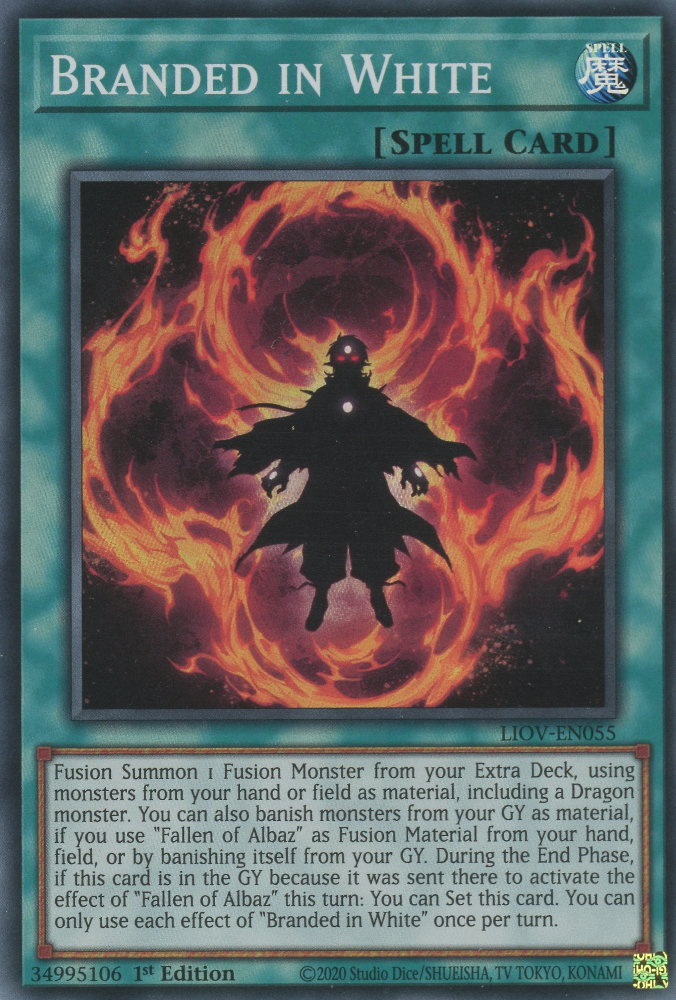 BRANDED IN WHITE
SPELL
魔
[SPELL CARD]
LIOV-EN055
Fusion Summon 1 Fusion Monster from your Extra Deck, using
monsters from your hand or field as material, including a Dragon
monster. You can also banish monsters from your GY as material,
if you use "Fallen of Albaz" as Fusion Material from your hand,
field, or by banishing itself from your GY. During the End Phase,
if this card is in the GY because it was sent there to activate the
effect of "Fallen of Albaz" this turn: You can Set this card. You can
only use each effect of "Branded in White" once per turn.
34995106 1st Edition ©2020 Studio Dice/SHUEISHA, TV TOKYO, KONAMI